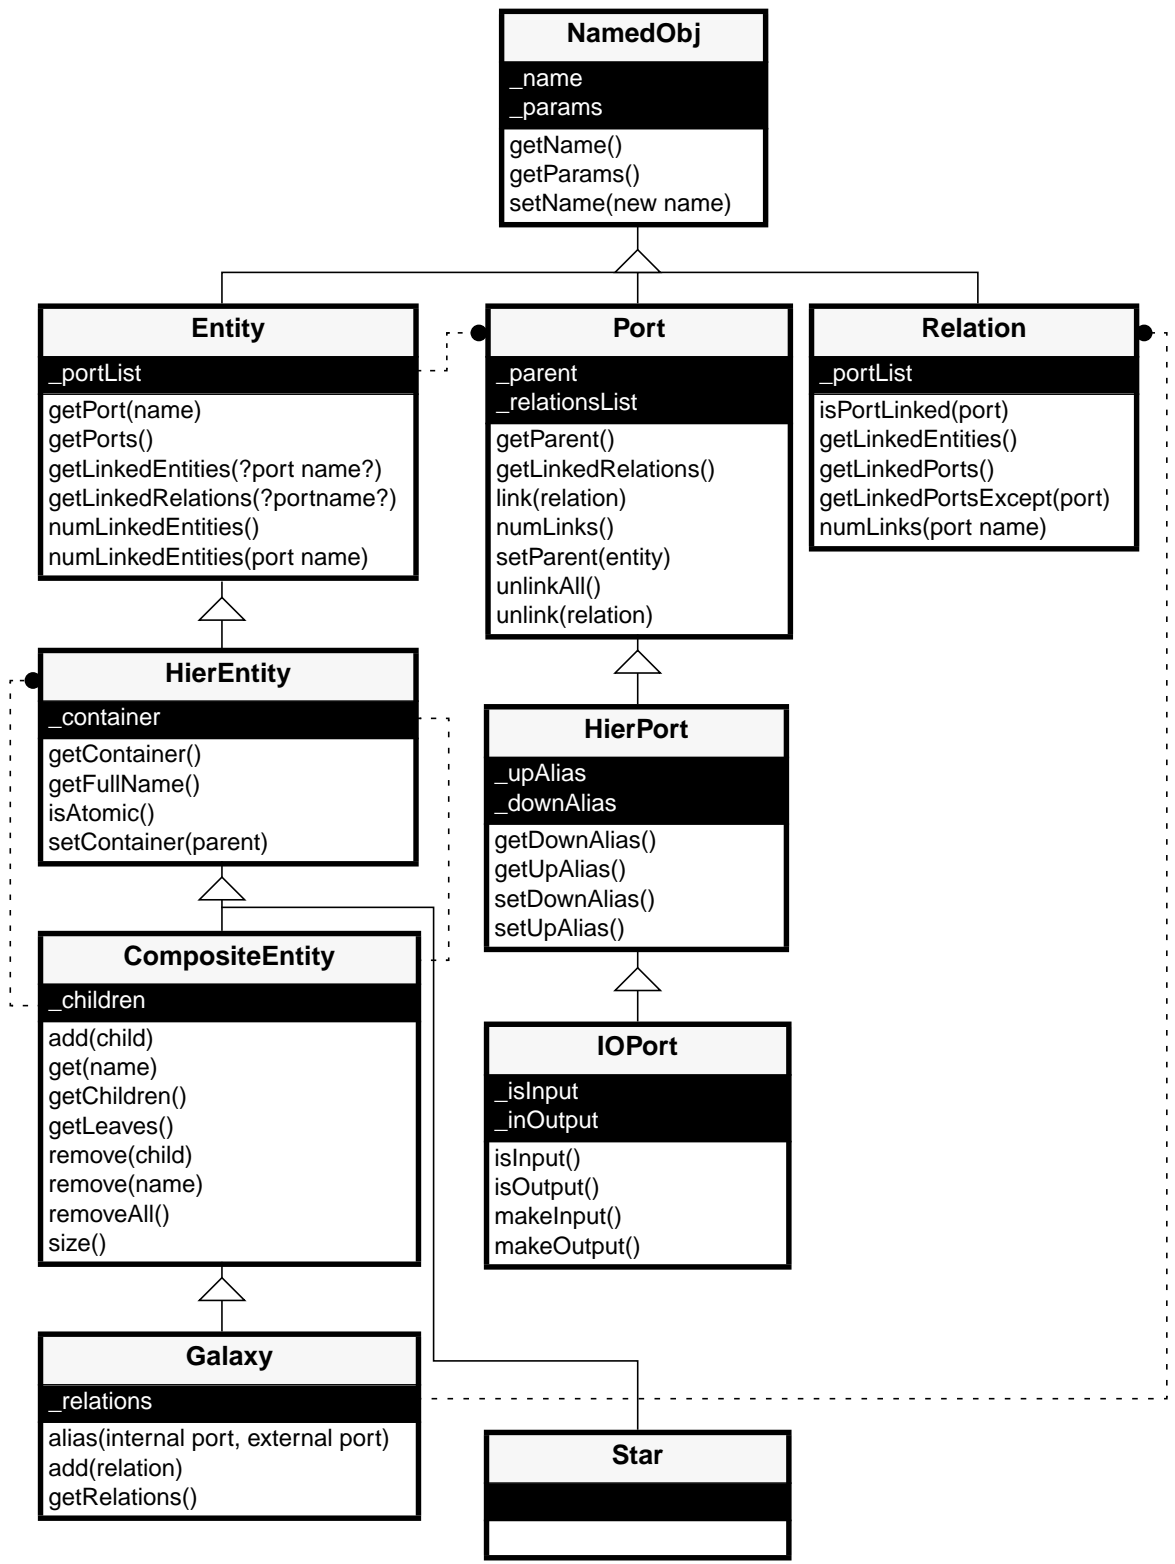 NamedObj
_name
_params
getName()
getParams()
setName(new name)
Entity
_portList
getPort(name)
getPorts()
getLinkedEntities(?port name?)
getLinkedRelations(?portname?)
numLinkedEntities()
numLinkedEntities(port name)
Port
_parent
_relationsList
getParent()
getLinkedRelations()
link(relation)
numLinks()
setParent(entity)
unlinkAll()
unlink(relation)
Relation
_portList
isPortLinked(port)
getLinkedEntities()
getLinkedPorts()
getLinkedPortsExcept(port)
numLinks(port name)
HierEntity
_container
getContainer()
getFullName()
isAtomic()
setContainer(parent)
HierPort
_upAlias
_downAlias
getDownAlias()
getUpAlias()
setDownAlias()
setUpAlias()
CompositeEntity
_children
add(child)
get(name)
getChildren()
getLeaves()
remove(child)
remove(name)
removeAll()
size()
IOPort
_isInput
_inOutput
isInput()
isOutput()
makeInput()
makeOutput()
Galaxy
_relations
alias(internal port, external port)
add(relation)
getRelations()
Star